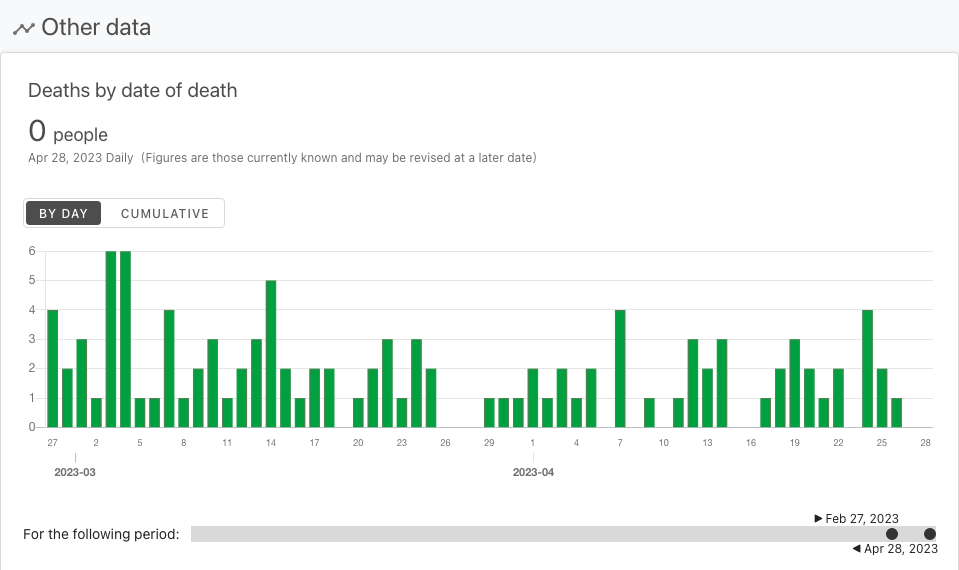 Other data
Deaths by date of death
0 people
Apr 28, 2023 Daily (Figures are those currently known and may be revised at a later date)
BY DAY CUMULATIVE
6
5
4
3
2
1
0
27 2 5 8 11 14 17 20 23 26 29 1 4 7 10 13 16 19 22 25 28
2023-03 2023-04
Feb 27, 2023
For the following period:
Apr 28, 2023